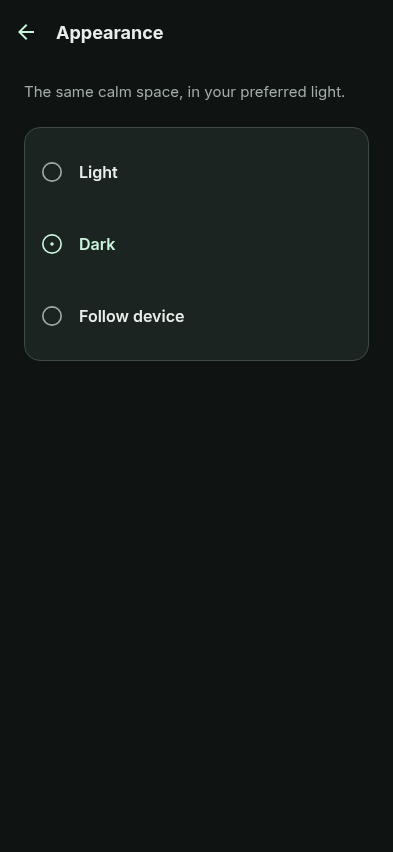 Appearance
The same calm space, in your preferred light.
Light
Dark
Follow device